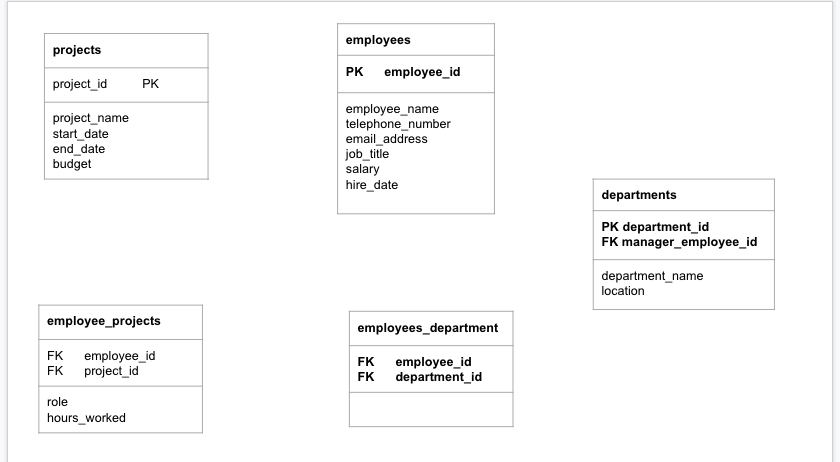 projects
project_id PK
project_name
start_date
end_date
budget
employees
PK employee_id
employee_name
telephone_number
email_address
job_title
salary
hire_date
departments
PK department_id
FK manager_employee_id
department_name
location
employee_projects
FK employee_id
FK project_id
role
hours_worked
employees_department
FK employee_id
FK department_id